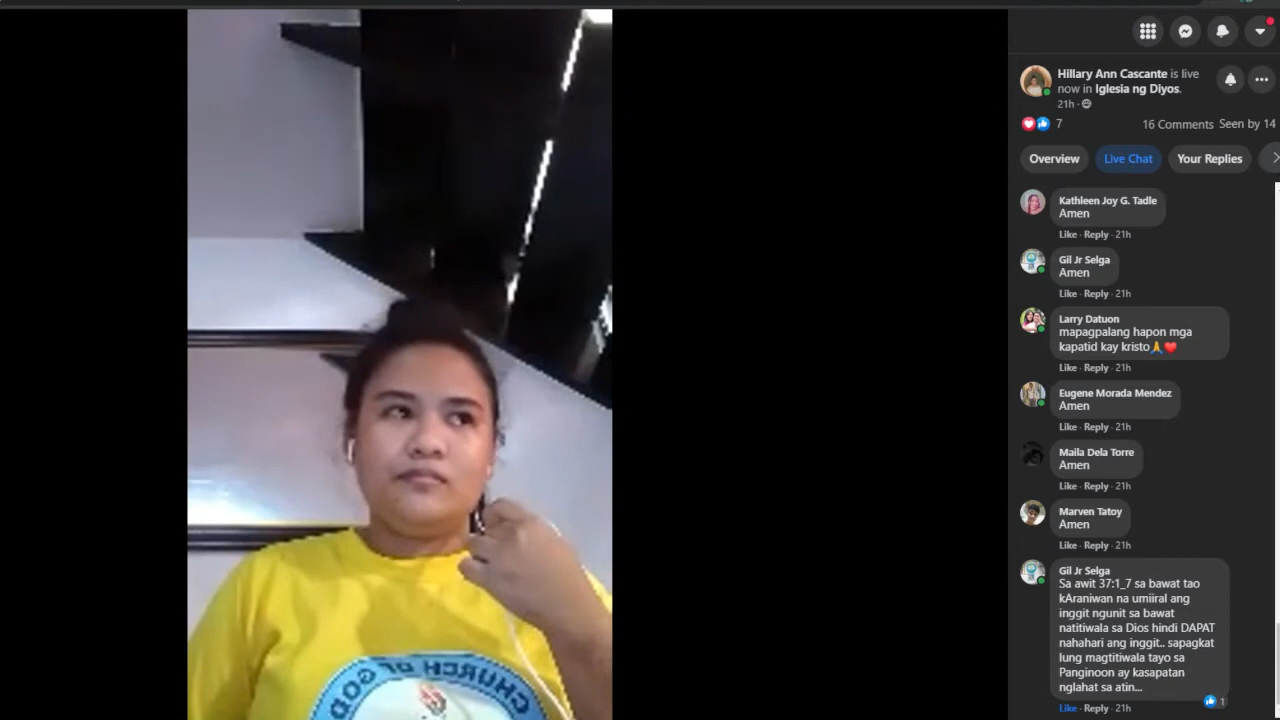 Hillary Ann Cascante is live
now in Iglesia ng Diyos.
21h ·
7
16 Comments Seen by 14
Overview
Live Chat
Your Replies
Kathleen Joy G. Tadle
Amen
Like · Reply · 21h
Gil Jr Selga
Amen
Like · Reply · 21h
Larry Datuon
mapagpalang hapon mga
kapatid kay kristo🙏❤️
Like · Reply · 21h
Eugene Morada Mendez
Amen
Like · Reply · 21h
Maila Dela Torre
Amen
Like · Reply · 21h
Marven Tatoy
Amen
Like · Reply · 21h
Gil Jr Selga
Sa awit 37:1_7 sa bawat tao
kAraniwan na umiiral ang
inggit ngunit sa bawat
natitiwala sa Dios hindi DAPAT
nahahari ang inggit.. sapagkat
lung magtitiwala tayo sa
Panginoon ay kasapatan
nglahat sa atin...
1
Like · Reply · 21h
CHURCH OF GOD